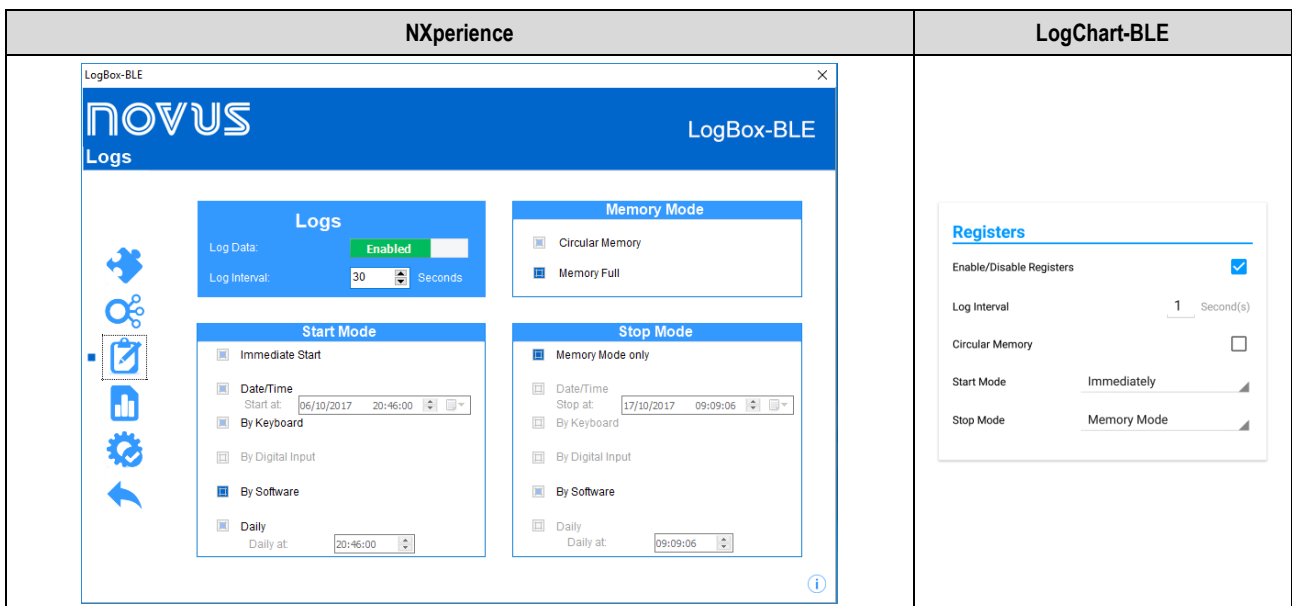 NXperience
LogChart-BLE
LogBox-BLE
NOVUS
LogBox-BLE
Logs
Logs
Log Data: Enabled
Log Interval: 30 Seconds
Memory Mode
Circular Memory
Memory Full
Start Mode
Immediate Start
Date/Time
Start at: 06/10/2017 20:46:00
By Keyboard
By Digital Input
By Software
Daily
Daily at: 20:46:00
Stop Mode
Memory Mode only
Date/Time
Stop at: 17/10/2017 09:09:06
By Keyboard
By Digital Input
By Software
Daily
Daily at: 09:09:06
Registers
Enable/Disable Registers
Log Interval 1 Second(s)
Circular Memory
Start Mode Immediately
Stop Mode Memory Mode